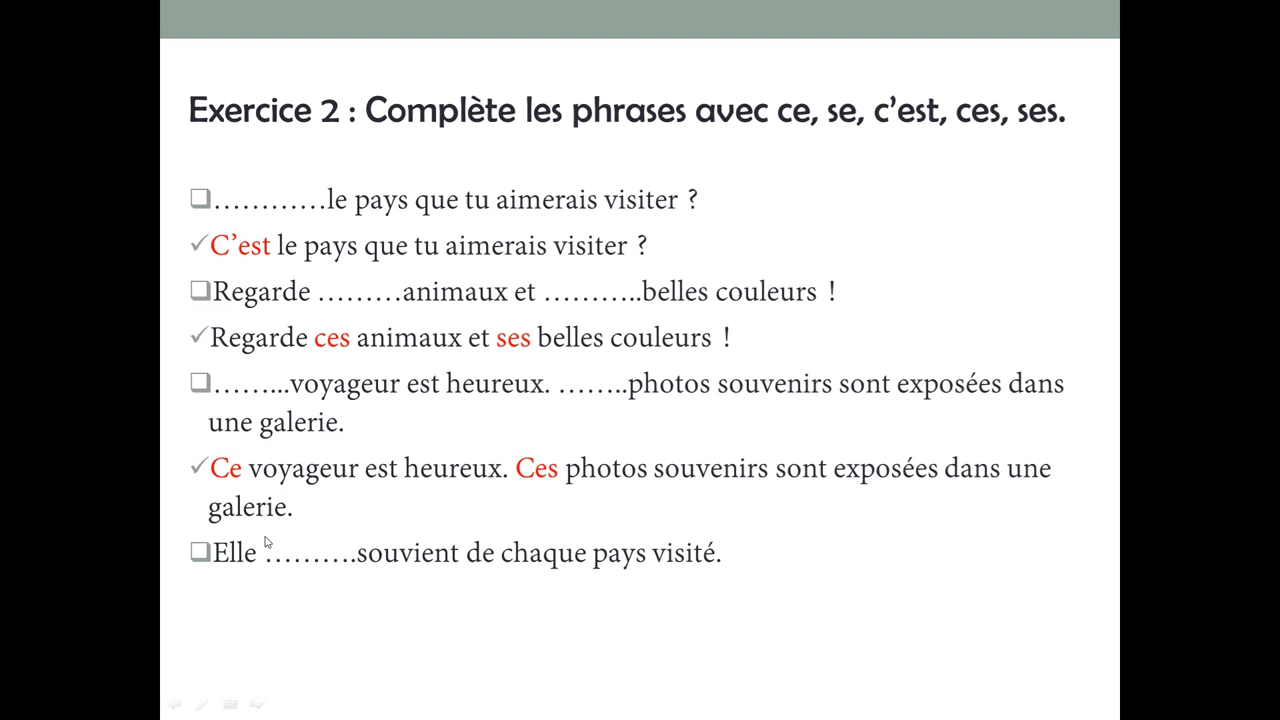 Exercice 2 : Complète les phrases avec ce, se, c’est, ces, ses.
…………le pays que tu aimerais visiter ?
C’est le pays que tu aimerais visiter ?
Regarde ………animaux et ………..belles couleurs !
Regarde ces animaux et ses belles couleurs !
……...voyageur est heureux. ……..photos souvenirs sont exposées dans
une galerie.
Ce voyageur est heureux. Ces photos souvenirs sont exposées dans une
galerie.
Elle ……….souvient de chaque pays visité.